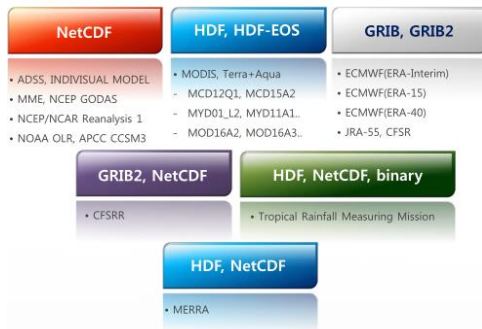 NetCDF
• ADSS, INDIVISUAL MODEL
• MME, NCEP GODAS
• NCEP/NCAR Reanalysis 1
• NOAA OLR, APCC CCSM3
HDF, HDF-EOS
• MODIS, Terra+Aqua
- MCD12Q1, MCD15A2
- MYD01_L2, MYD11A1..
- MOD16A2, MOD16A3..
GRIB, GRIB2
• ECMWF(ERA-Interim)
• ECMWF(ERA-15)
• ECMWF(ERA-40)
• JRA-55, CFSR
GRIB2, NetCDF
• CFSRR
HDF, NetCDF, binary
• Tropical Rainfall Measuring Mission
HDF, NetCDF
• MERRA